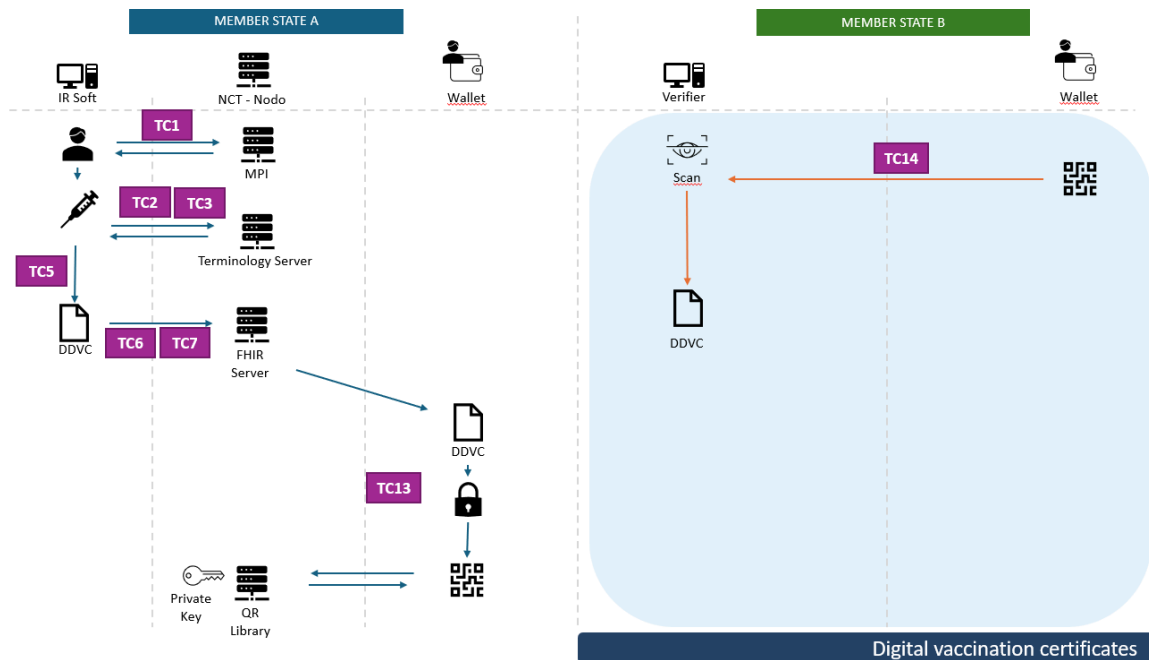 MEMBER STATE A
MEMBER STATE B
IR Soft
NCT - Nodo
Wallet
Verifier
Wallet
TC1
MPI
TC2
TC3
Terminology Server
TC5
DDVC
TC6
TC7
FHIR
Server
DDVC
TC13
Private
Key
QR
Library
TC14
Scan
DDVC
Digital vaccination certificates